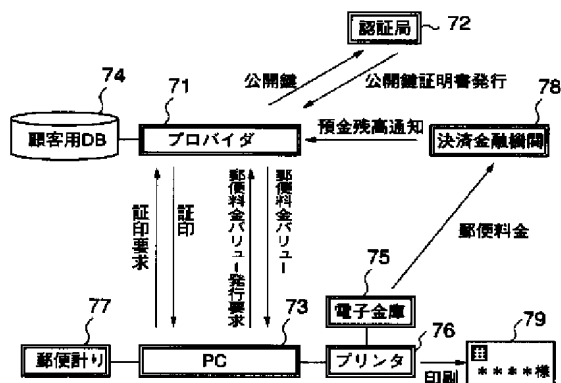 認証局
72
74
71
公開鍵
公開鍵証明書発行
78
顧客用DB
プロバイダ
預金残高通知
決済金融機関
証印要求
証印
郵便料金バリュー発行要求
郵便料金バリュー
郵便料金
75
電子金庫
77
73
76
79
郵便計り
PC
プリンタ
印刷
****様